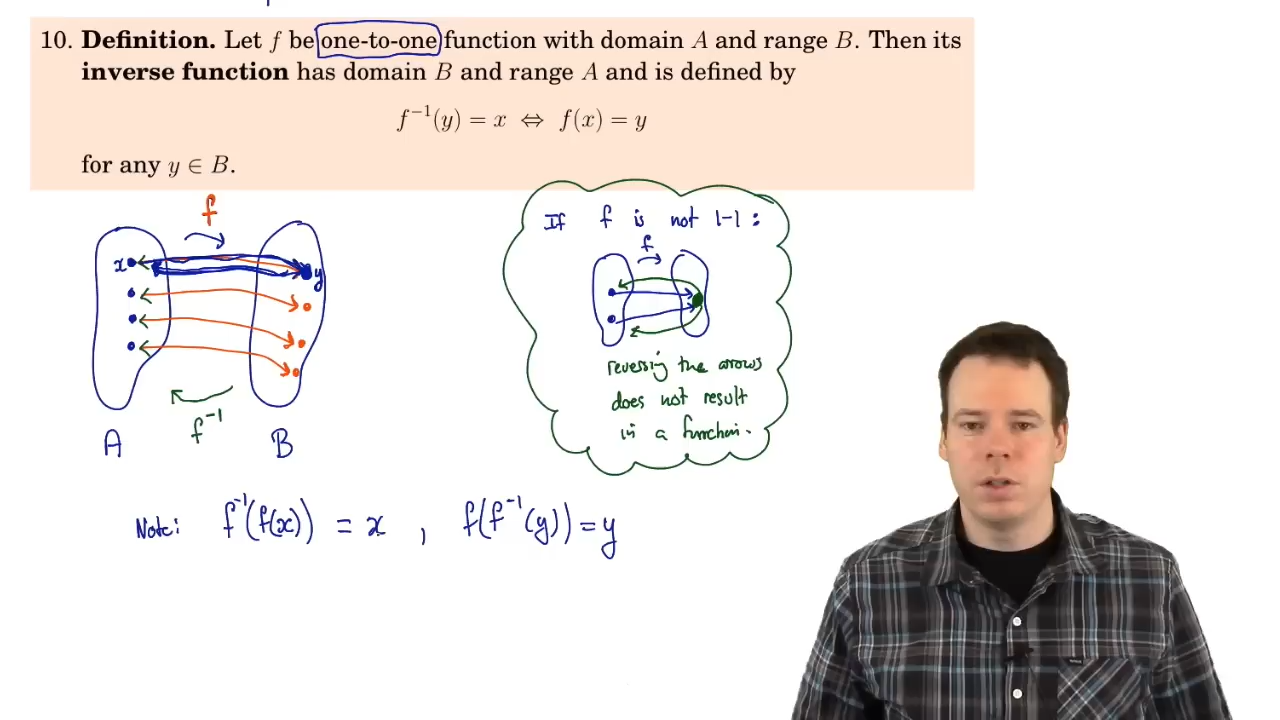 10. Definition. Let f be one-to-one function with domain A and range B. Then its
inverse function has domain B and range A and is defined by
f⁻¹(y) = x ⇔ f(x) = y
for any y ∈ B.
f
x
y
f⁻¹
A
B
If f is not 1-1:
f
reversing the arrows
does not result
in a function.
Note: f⁻¹(f(x)) = x , f(f⁻¹(y)) = y